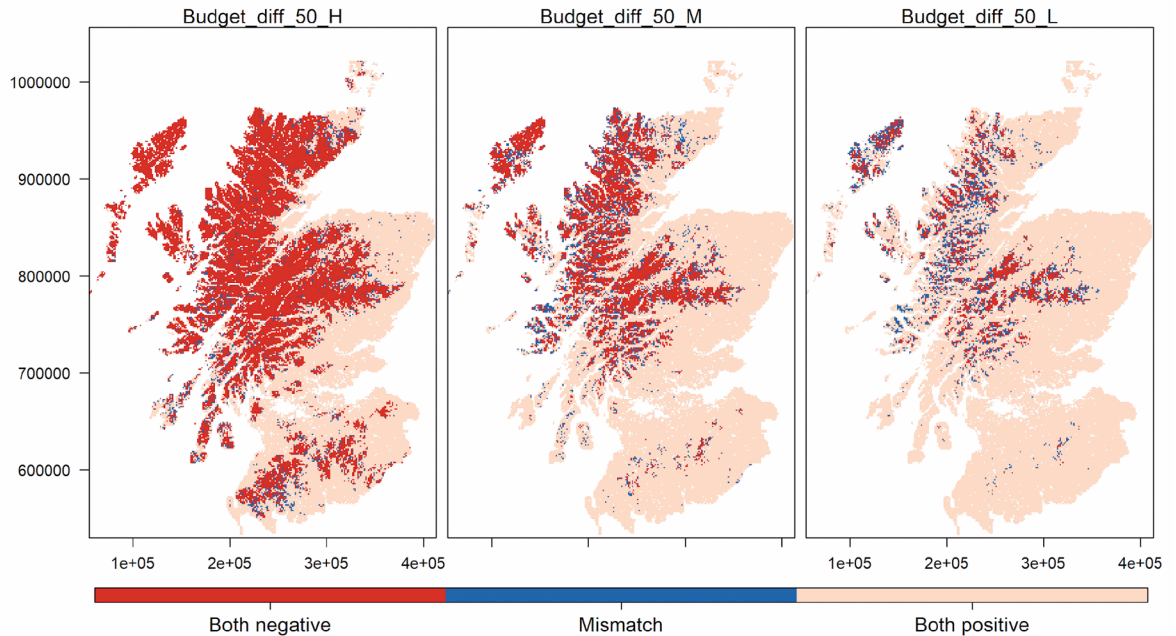 Budget_diff_50_H Budget_diff_50_M Budget_diff_50_L
1000000
900000
800000
700000
600000
1e+05 2e+05 3e+05 4e+05 1e+05 2e+05 3e+05 4e+05
Both negative Mismatch Both positive